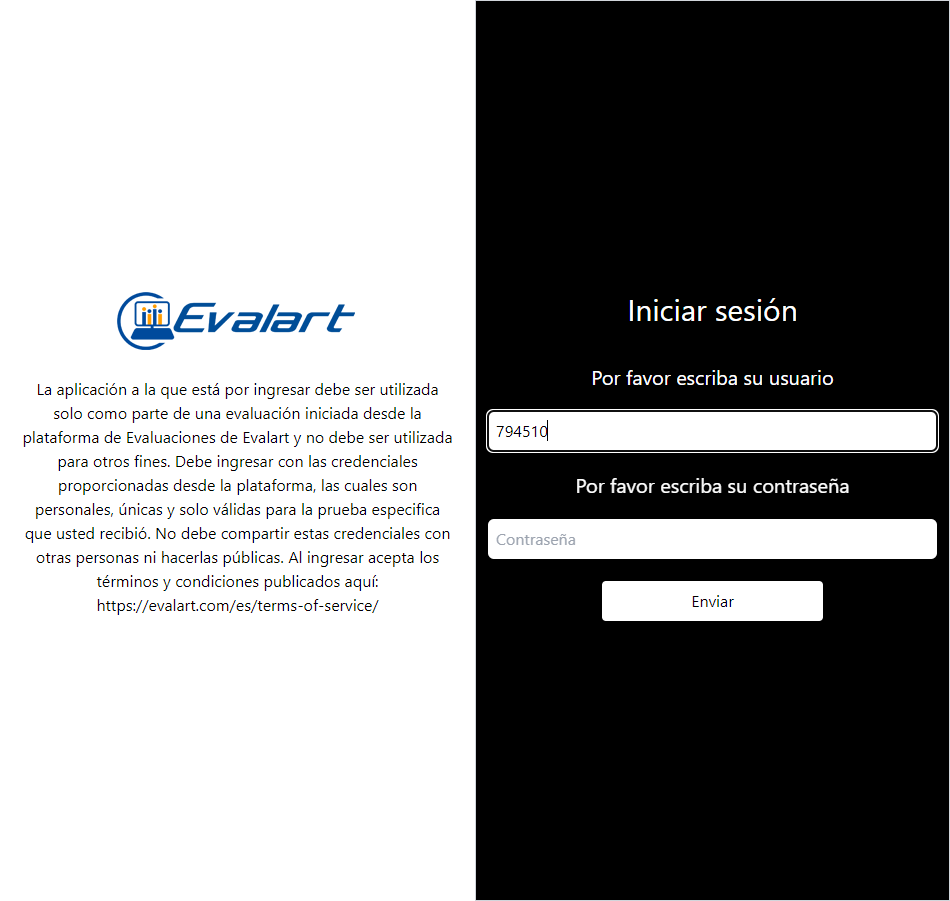 Evalart
La aplicación a la que está por ingresar debe ser utilizada
solo como parte de una evaluación iniciada desde la
plataforma de Evaluaciones de Evalart y no debe ser utilizada
para otros fines. Debe ingresar con las credenciales
proporcionadas desde la plataforma, las cuales son
personales, únicas y solo válidas para la prueba especifica
que usted recibió. No debe compartir estas credenciales con
otras personas ni hacerlas públicas. Al ingresar acepta los
términos y condiciones publicados aquí:
https://evalart.com/es/terms-of-service/
Iniciar sesión
Por favor escriba su usuario
794510
Por favor escriba su contraseña
Contraseña
Enviar